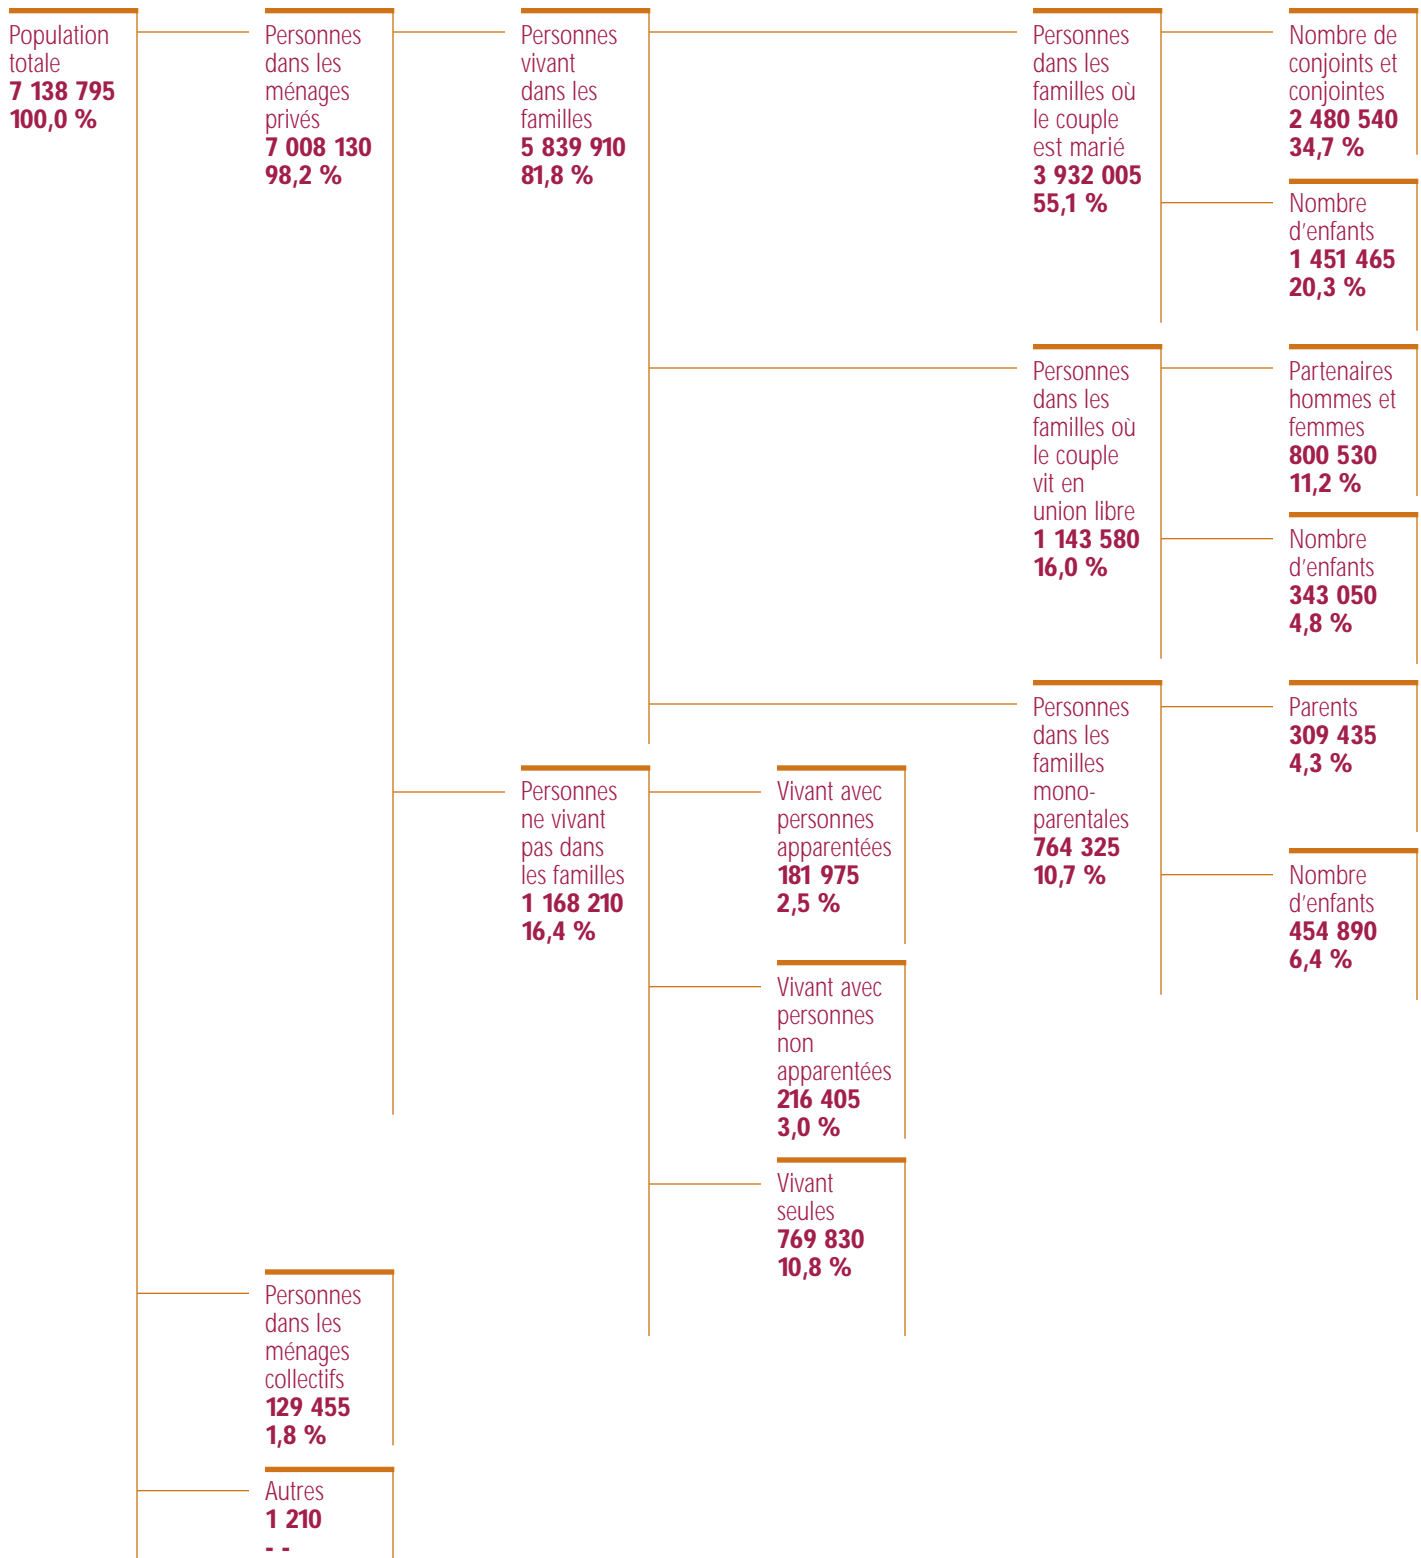 Population
totale
7 138 795
100,0 %
Personnes
dans les
ménages
privés
7 008 130
98,2 %
Personnes
vivant
dans les
familles
5 839 910
81,8 %
Personnes
dans les
familles où
le couple
est marié
3 932 005
55,1 %
Nombre de
conjoints et
conjointes
2 480 540
34,7 %
Nombre
d'enfants
1 451 465
20,3 %
Personnes
dans les
familles où
le couple
vit en
union libre
1 143 580
16,0 %
Partenaires
hommes et
femmes
800 530
11,2 %
Nombre
d'enfants
343 050
4,8 %
Personnes
dans les
familles
mono-
parentales
764 325
10,7 %
Parents
309 435
4,3 %
Nombre
d'enfants
454 890
6,4 %
Personnes
ne vivant
pas dans
les familles
1 168 210
16,4 %
Vivant avec
personnes
apparentées
181 975
2,5 %
Vivant avec
personnes
non
apparentées
216 405
3,0 %
Vivant
seules
769 830
10,8 %
Personnes
dans les
ménages
collectifs
129 455
1,8 %
Autres
1 210
- -